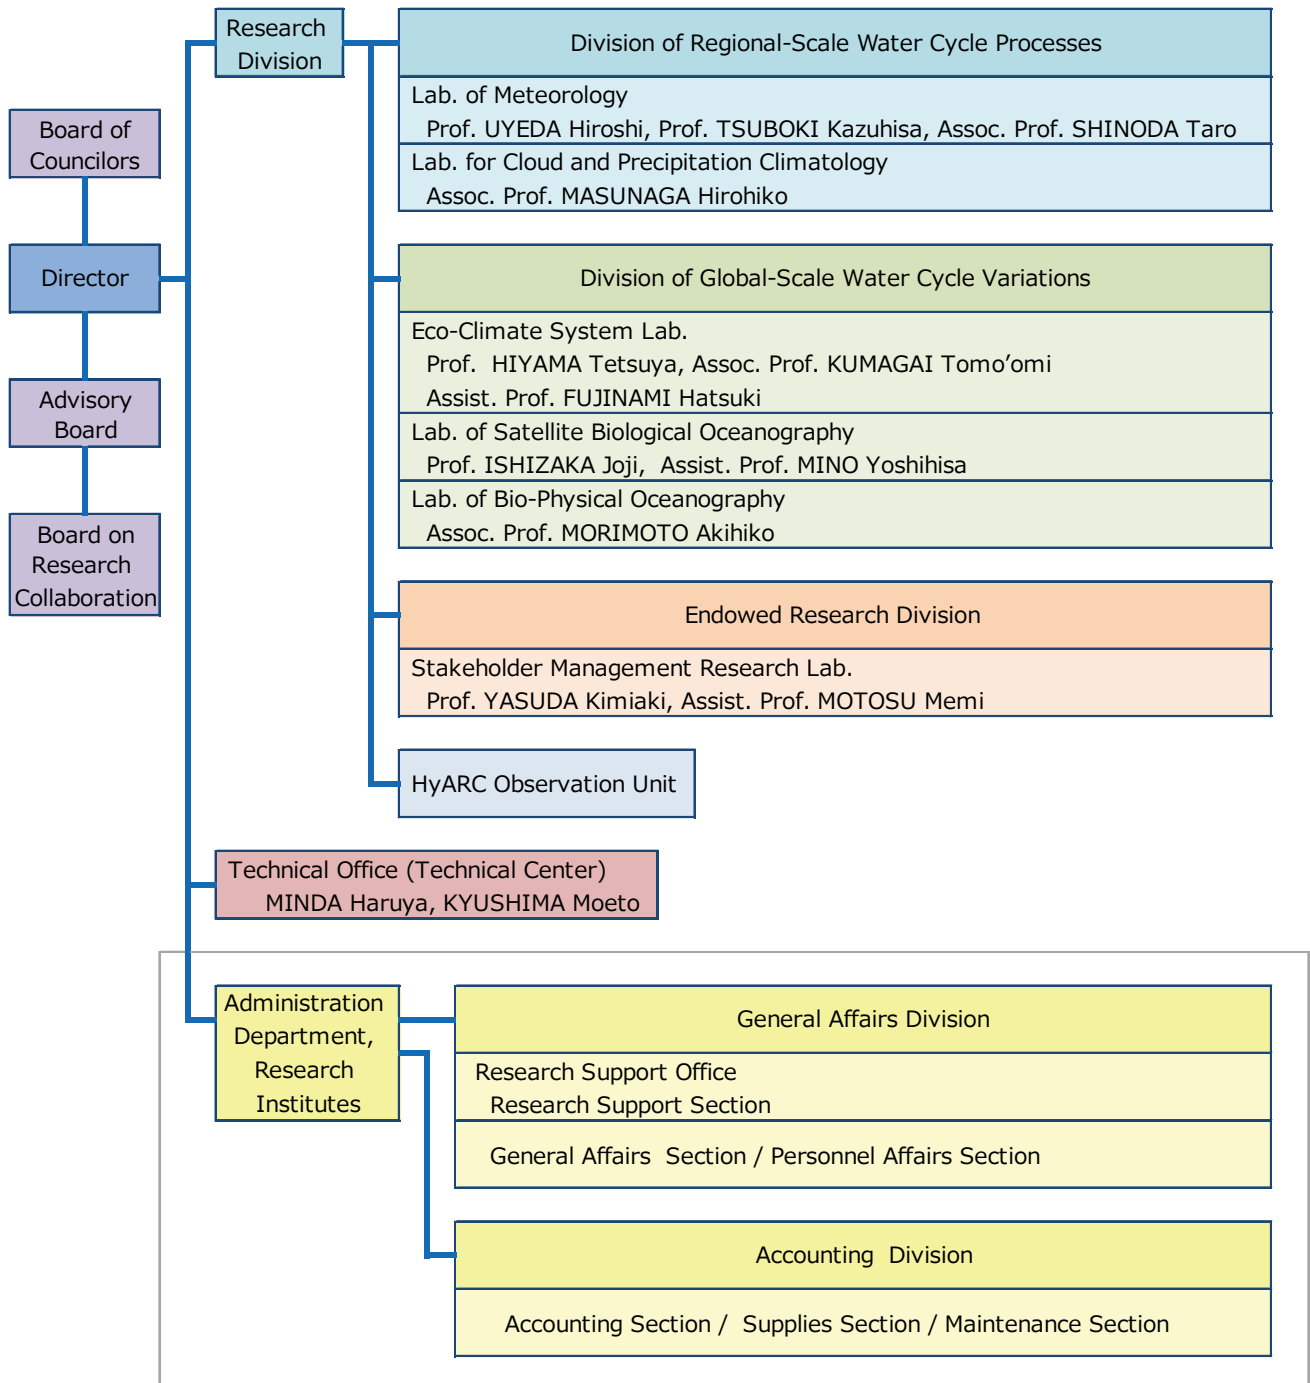 Board of
Councilors
Director
Advisory
Board
Board on
Research
Collaboration
Research
Division
Division of Regional-Scale Water Cycle Processes
Lab. of Meteorology
Prof. UYEDA Hiroshi, Prof. TSUBOKI Kazuhisa, Assoc. Prof. SHINODA Taro
Lab. for Cloud and Precipitation Climatology
Assoc. Prof. MASUNAGA Hirohiko
Division of Global-Scale Water Cycle Variations
Eco-Climate System Lab.
Prof. HIYAMA Tetsuya, Assoc. Prof. KUMAGAI Tomo’omi
Assist. Prof. FUJINAMI Hatsuki
Lab. of Satellite Biological Oceanography
Prof. ISHIZAKA Joji, Assist. Prof. MINO Yoshihisa
Lab. of Bio-Physical Oceanography
Assoc. Prof. MORIMOTO Akihiko
Endowed Research Division
Stakeholder Management Research Lab.
Prof. YASUDA Kimiaki, Assist. Prof. MOTOSU Memi
HyARC Observation Unit
Technical Office (Technical Center)
MINDA Haruya, KYUSHIMA Moeto
Administration
Department,
Research
Institutes
General Affairs Division
Research Support Office
Research Support Section
General Affairs Section / Personnel Affairs Section
Accounting Division
Accounting Section / Supplies Section / Maintenance Section